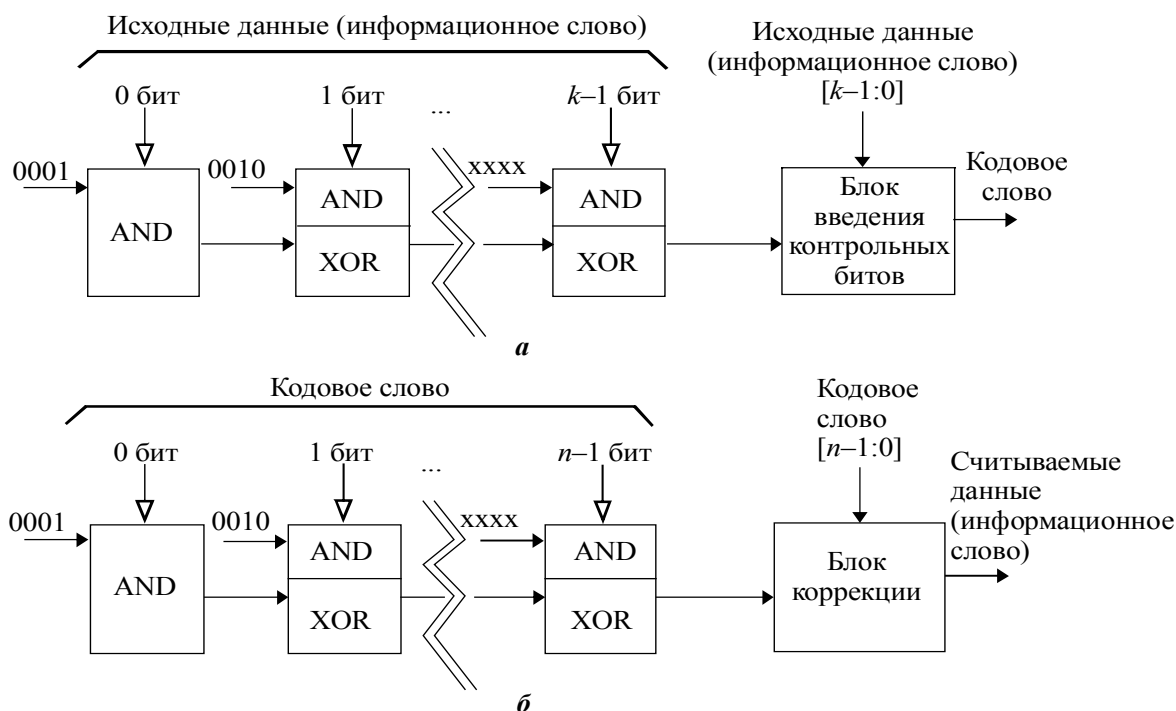 Исходные данные (информационное слово)
Исходные данные
(информационное слово)
[k–1:0]
0 бит
1 бит
...
k–1 бит
0001
0010
xxxx
Кодовое
слово
AND
AND
AND
XOR
XOR
Блок
введения
контрольных
битов
а
Кодовое слово
Кодовое
слово
[n–1:0]
0 бит
1 бит
...
n–1 бит
Считываемые
данные
(информационное
слово)
0001
0010
xxxx
AND
AND
AND
XOR
XOR
Блок
коррекции
б